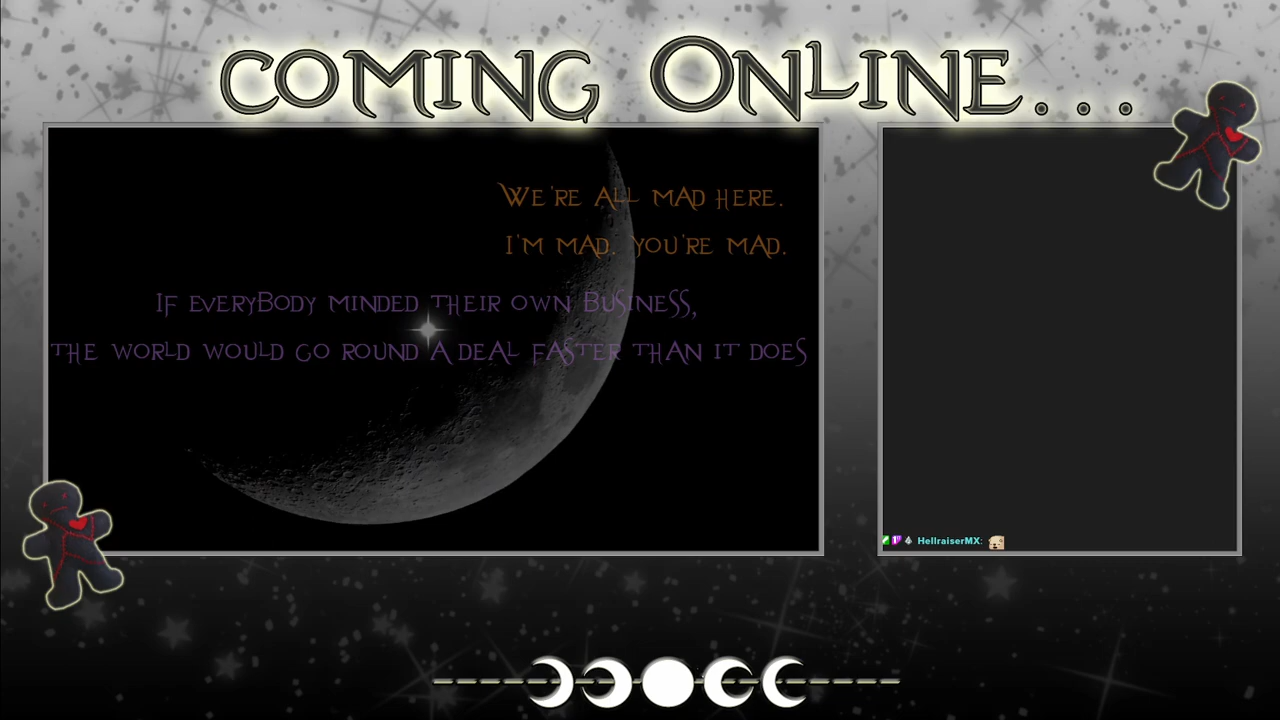 COMING ONLINE...
WE'RE ALL MAD HERE.
I'M MAD. YOU'RE MAD.
IF EVERYBODY MINDED THEIR OWN BUSINESS,
THE WORLD WOULD GO ROUND A DEAL FASTER THAN IT DOES
HellraiserMX: